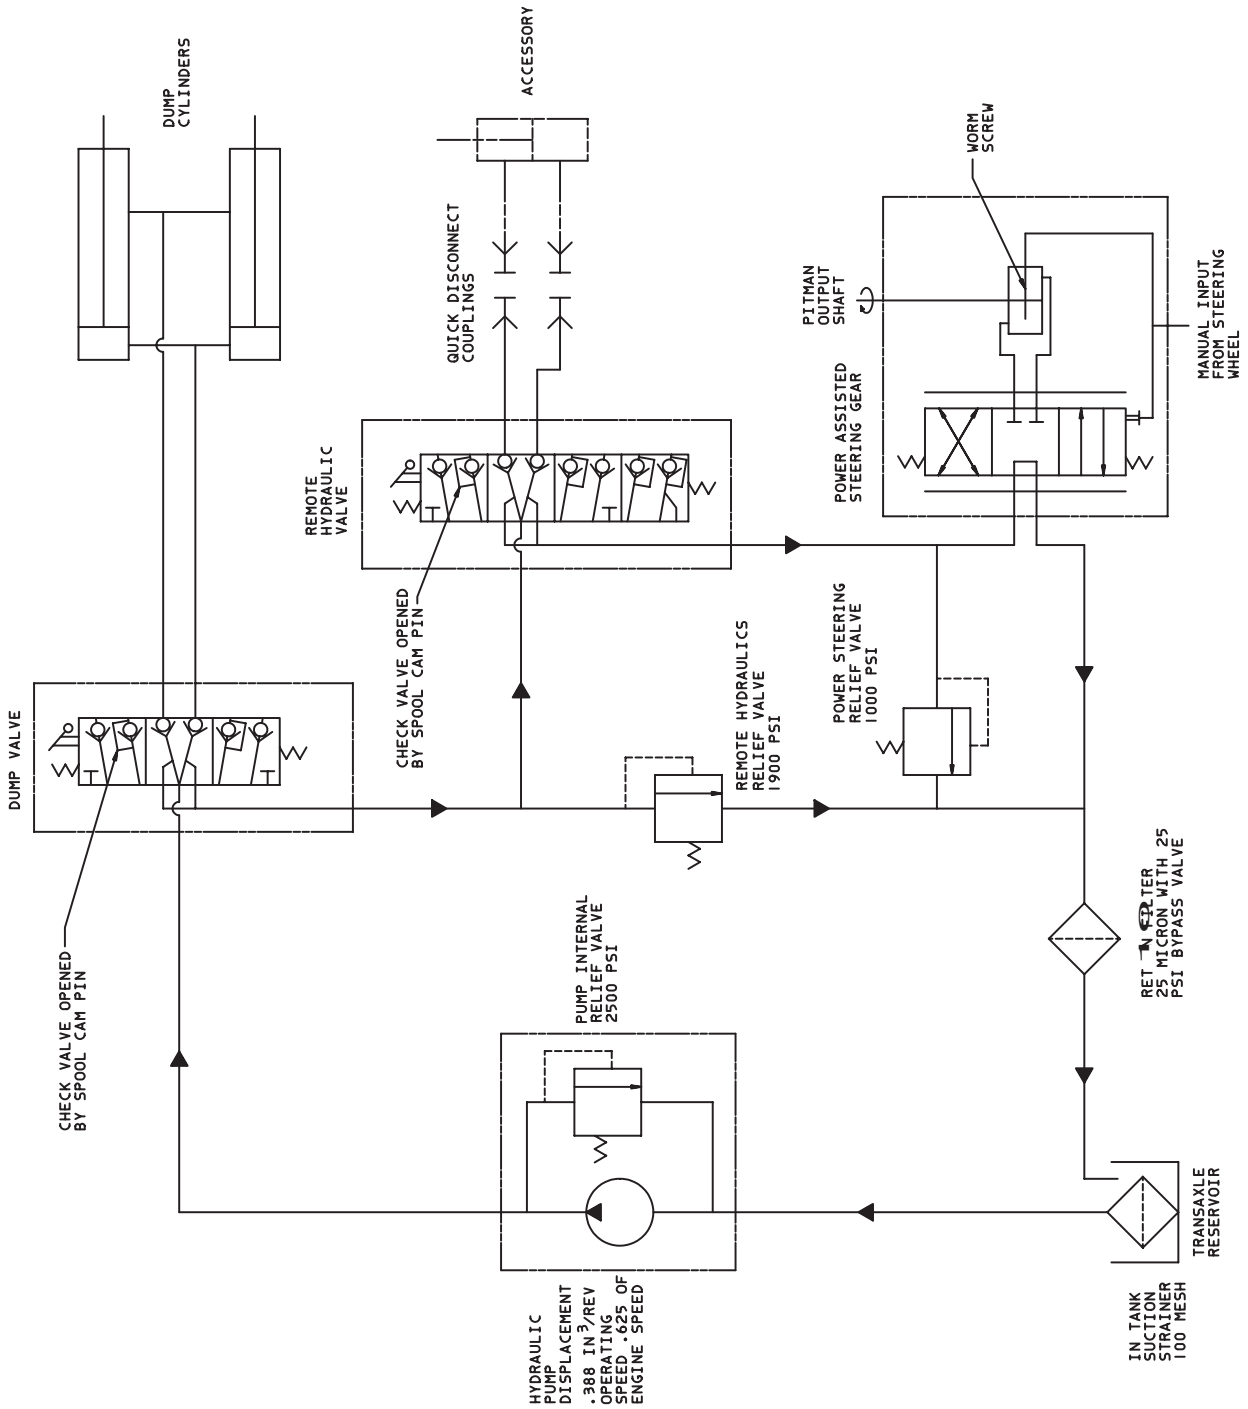 DUMP VALVE
CHECK VALVE OPENED
BY SPOOL CAM PIN
DUMP
CYLINDERS
REMOTE
HYDRAULIC
VALVE
CHECK VALVE OPENED
BY SPOOL CAM PIN
QUICK DISCONNECT
COUPLINGS
ACCESSORY
HYDRAULIC
PUMP
DISPLACEMENT
.388 IN³/REV
OPERATING
SPEED .625 OF
ENGINE SPEED
PUMP INTERNAL
RELIEF VALVE
2500 PSI
REMOTE HYDRAULICS
RELIEF VALVE
1900 PSI
PITMAN
OUTPUT
SHAFT
POWER STEERING
RELIEF VALVE
1000 PSI
POWER ASSISTED
STEERING GEAR
WORM
SCREW
IN TANK
SUCTION
STRAINER
100 MESH
FILTER
25 MICRON WITH 25
PSI BYPASS VALVE
TRANSAXLE
RESERVOIR
MANUAL INPUT
FROM STEERING
WHEEL